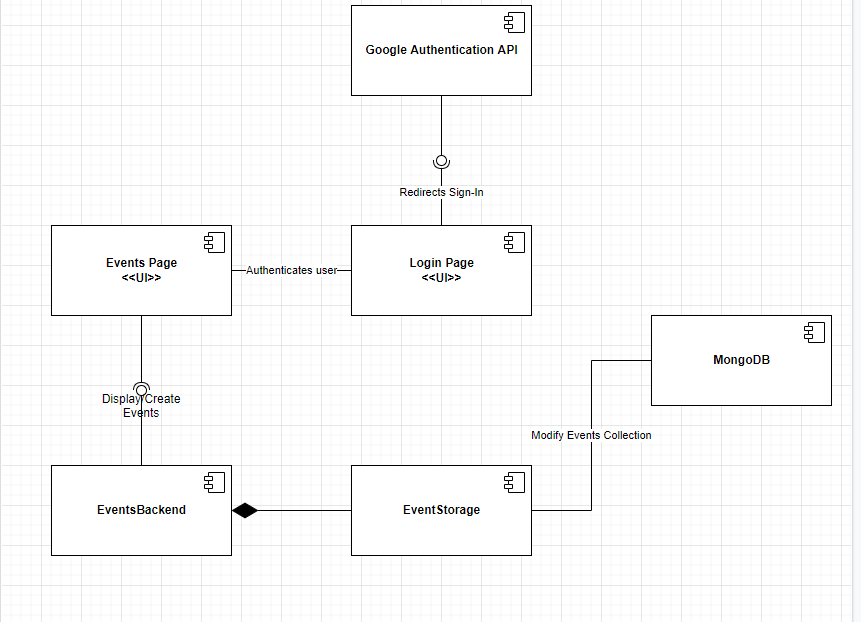 Google Authentication API
Redirects Sign-In
Events Page
<<UI>>
Authenticates user
Login Page
<<UI>>
MongoDB
Display/Create
Events
Modify Events Collection
EventsBackend
EventStorage